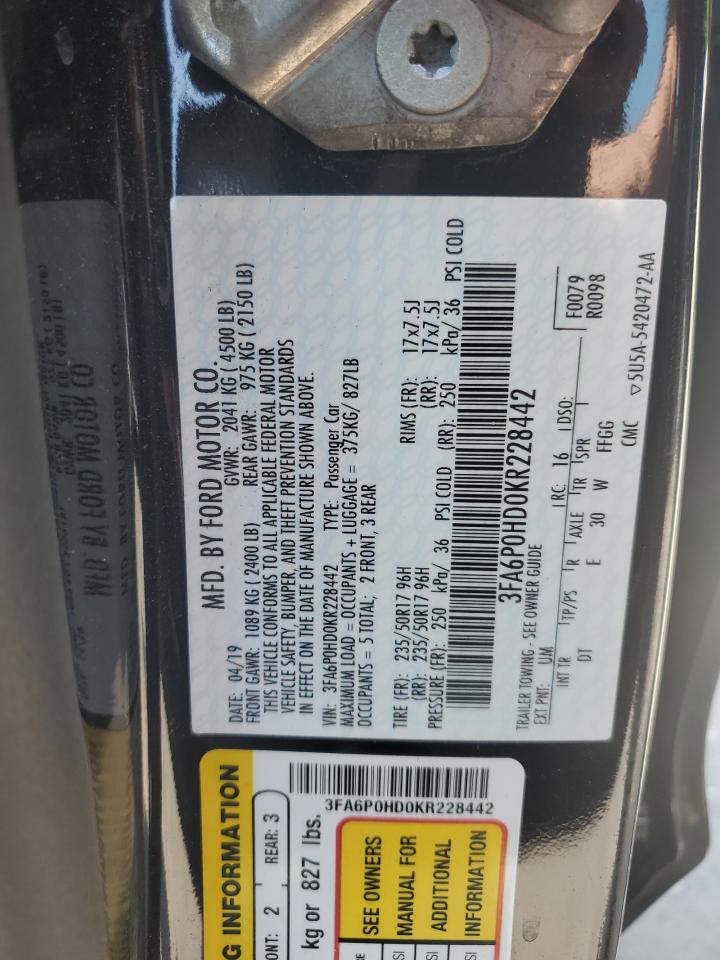 MFD. BY FORD MOTOR CO.
DATE: 04/19 GVWR: 2041 KG ( 4500 LB)
FRONT GAWR: 1089 KG ( 2400 LB) REAR GAWR: 975 KG ( 2150 LB)
THIS VEHICLE CONFORMS TO ALL APPLICABLE FEDERAL MOTOR
VEHICLE SAFETY, BUMPER, AND THEFT PREVENTION STANDARDS
IN EFFECT ON THE DATE OF MANUFACTURE SHOWN ABOVE.
VIN: 3FA6P0HD0KR228442 TYPE: Passenger Car
MAXIMUM LOAD = OCCUPANTS + LUGGAGE = 375KG/ 827LB
OCCUPANTS = 5 TOTAL; 2 FRONT, 3 REAR
TIRE (FR): 235/50R17 96H RIMS (FR): 17x7.5J
(RR): 235/50R17 96H (RR): 17x7.5J
PRESSURE (FR): 250 kPa/ 36 PSI COLD (RR): 250 kPa/ 36 PSI COLD
3FA6P0HD0KR228442
TRAILER TOWING - SEE OWNER GUIDE
EXT PNT: UM RC: 16 DSO: F0079
R0098
INT TR TP/PS R AXLE TR SPR
DT E 30 W FFGG
CMC ▽5U5A-5420472-AA
G INFORMATION
ONT: 2 REAR: 3
kg or 827 lbs.
3FA6P0HD0KR228442
SEE OWNERS
MANUAL FOR
ADDITIONAL
INFORMATION